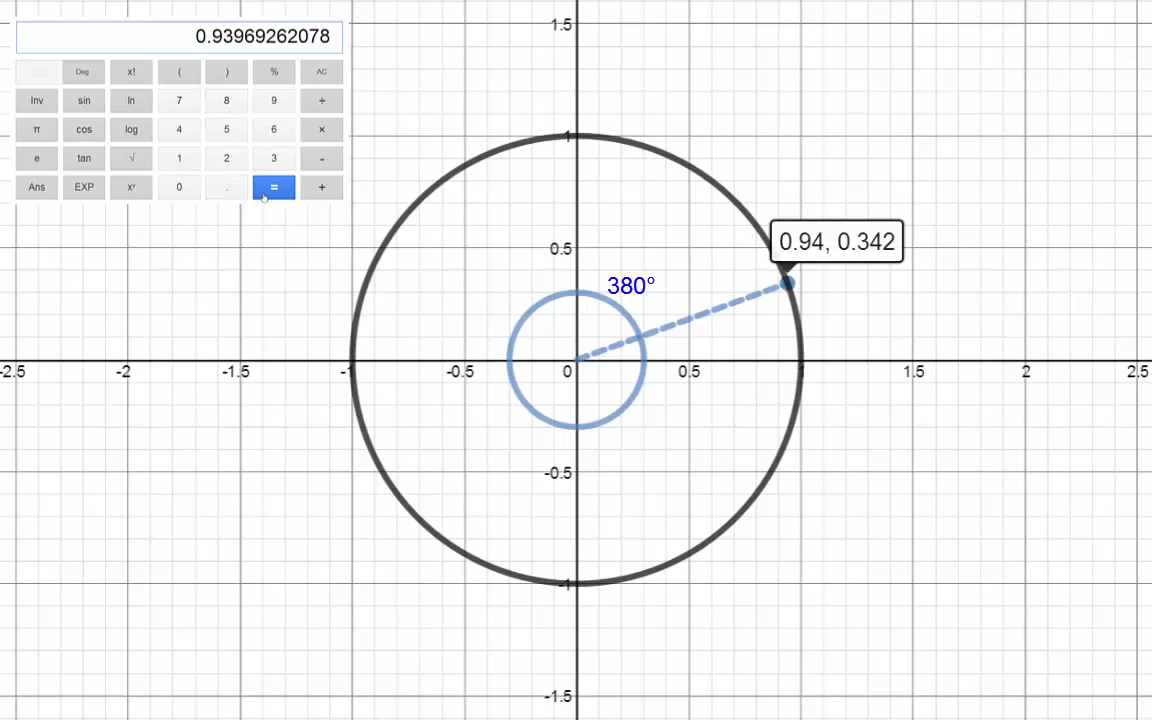 0.93969262078
Deg x! ( ) % AC
Inv sin ln 7 8 9 ÷
π cos log 4 5 6 ×
e tan √ 1 2 3 -
Ans EXP xʸ 0 . = +
1.5
1
0.5
0.94, 0.342
380°
-2.5 -2 -1.5 -1 -0.5 0 0.5 1 1.5 2 2.5
-0.5
-1
-1.5